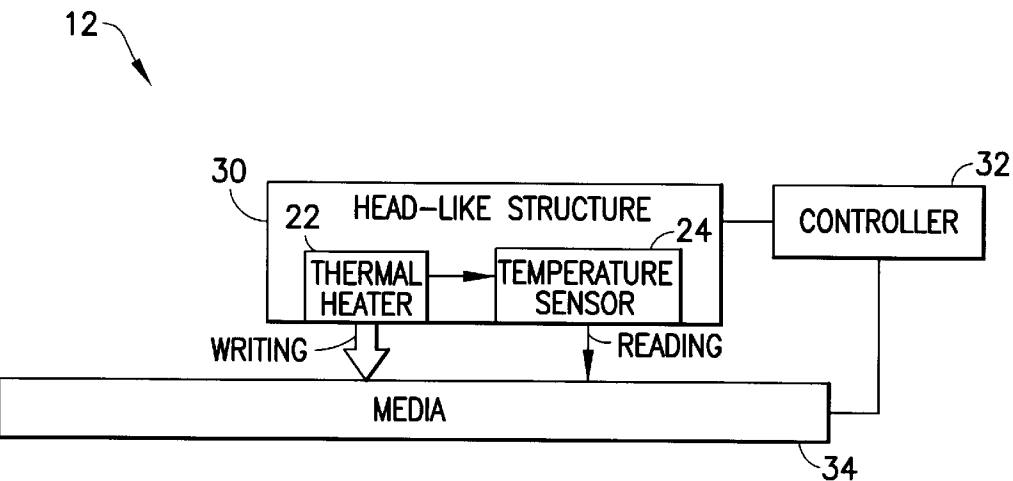 12
30
32
HEAD-LIKE STRUCTURE
CONTROLLER
22
24
THERMAL
HEATER
TEMPERATURE
SENSOR
WRITING
READING
MEDIA
34